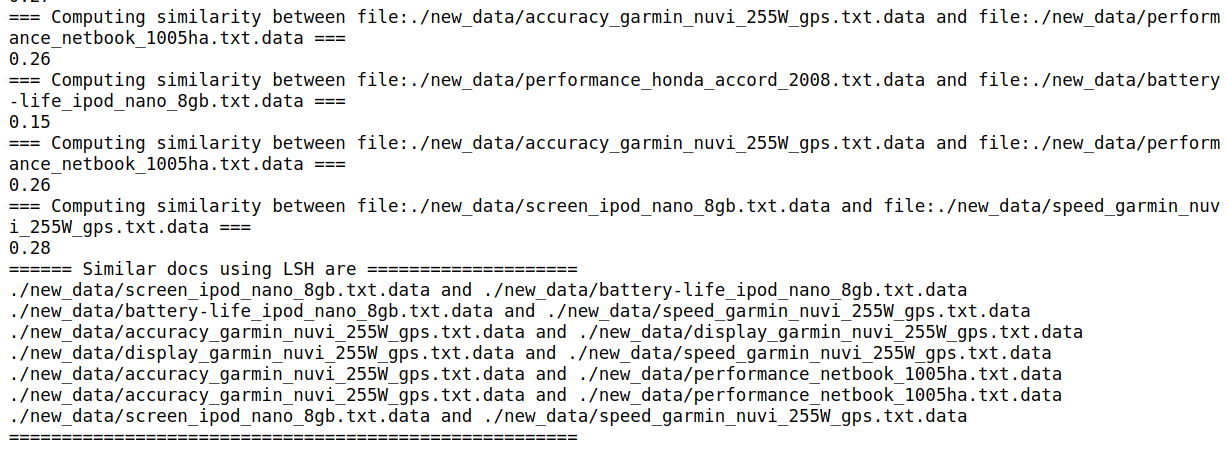 === Computing similarity between file:./new_data/accuracy_garmin_nuvi_255W_gps.txt.data and file:./new_data/perform
ance_netbook_1005ha.txt.data ===
0.26
=== Computing similarity between file:./new_data/performance_honda_accord_2008.txt.data and file:./new_data/battery
-life_ipod_nano_8gb.txt.data ===
0.15
=== Computing similarity between file:./new_data/accuracy_garmin_nuvi_255W_gps.txt.data and file:./new_data/perform
ance_netbook_1005ha.txt.data ===
0.26
=== Computing similarity between file:./new_data/screen_ipod_nano_8gb.txt.data and file:./new_data/speed_garmin_nuv
i_255W_gps.txt.data ===
0.28
====== Similar docs using LSH are ====================
./new_data/screen_ipod_nano_8gb.txt.data and ./new_data/battery-life_ipod_nano_8gb.txt.data
./new_data/battery-life_ipod_nano_8gb.txt.data and ./new_data/speed_garmin_nuvi_255W_gps.txt.data
./new_data/accuracy_garmin_nuvi_255W_gps.txt.data and ./new_data/display_garmin_nuvi_255W_gps.txt.data
./new_data/display_garmin_nuvi_255W_gps.txt.data and ./new_data/speed_garmin_nuvi_255W_gps.txt.data
./new_data/accuracy_garmin_nuvi_255W_gps.txt.data and ./new_data/performance_netbook_1005ha.txt.data
./new_data/accuracy_garmin_nuvi_255W_gps.txt.data and ./new_data/performance_netbook_1005ha.txt.data
./new_data/screen_ipod_nano_8gb.txt.data and ./new_data/speed_garmin_nuvi_255W_gps.txt.data
======================================================